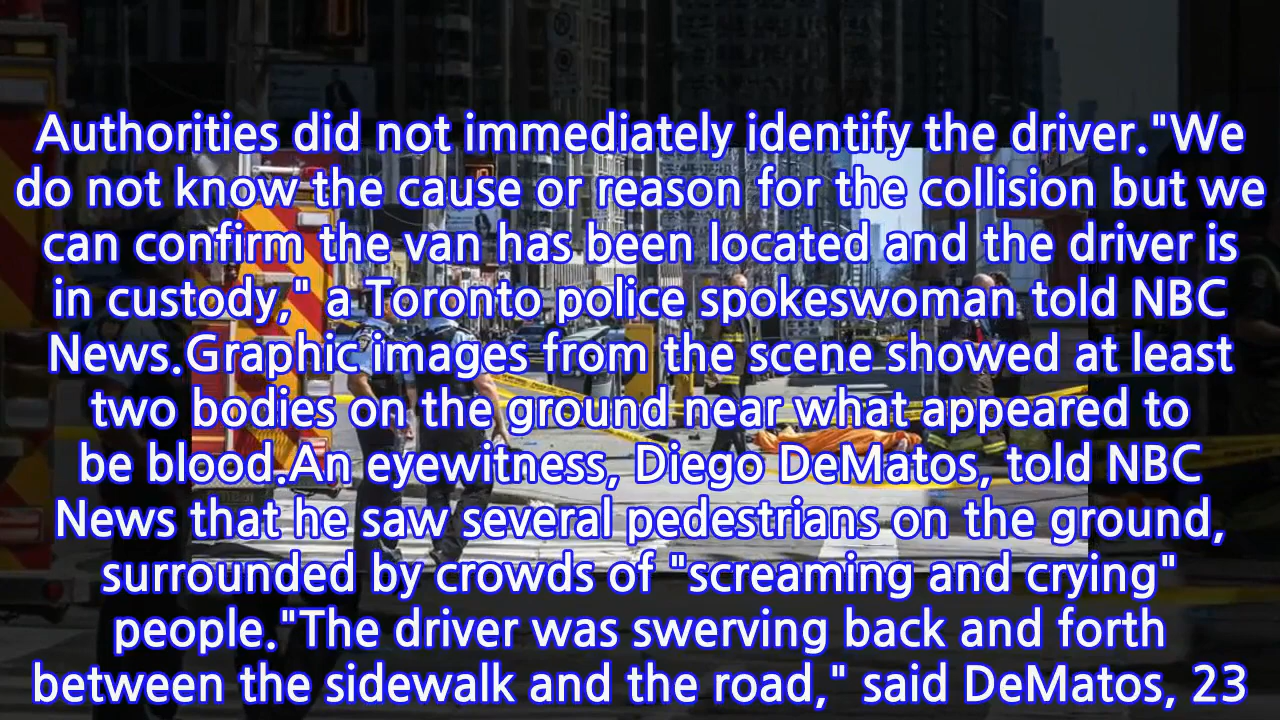 Authorities did not immediately identify the driver."We
do not know the cause or reason for the collision but we
can confirm the van has been located and the driver is
in custody," a Toronto police spokeswoman told NBC
News.Graphic images from the scene showed at least
two bodies on the ground near what appeared to
be blood.An eyewitness, Diego DeMatos, told NBC
News that he saw several pedestrians on the ground,
surrounded by crowds of "screaming and crying"
people."The driver was swerving back and forth
between the sidewalk and the road," said DeMatos, 23